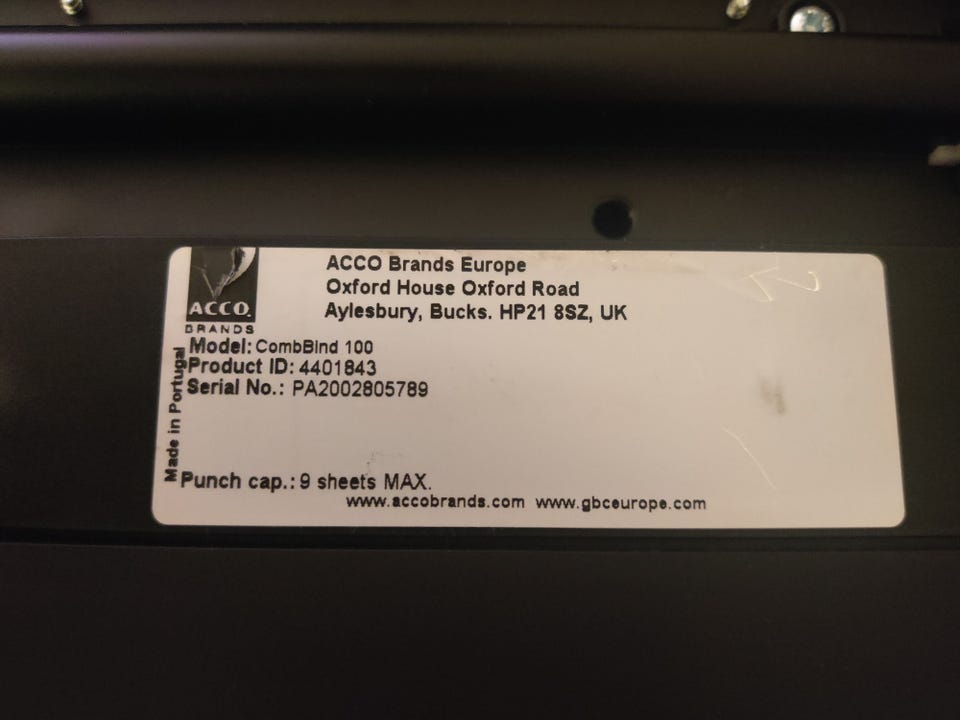 ACCO
BRANDS
ACCO Brands Europe
Oxford House Oxford Road
Aylesbury, Bucks. HP21 8SZ, UK
Model: CombBind 100
Product ID: 4401843
Serial No.: PA2002805789
Made in Portugal
Punch cap.: 9 sheets MAX.
www.accobrands.com www.gbceurope.com